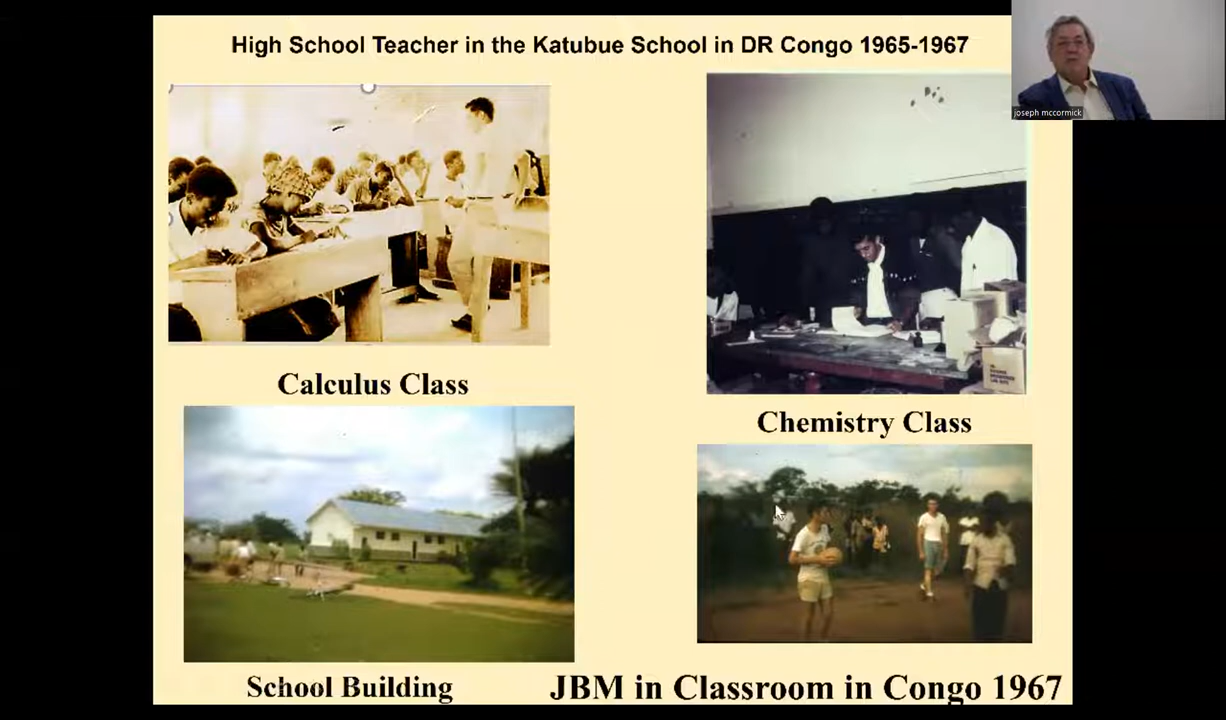 High School Teacher in the Katubue School in DR Congo 1965-1967
joseph mccormick
Calculus Class
Chemistry Class
School Building
JBM in Classroom in Congo 1967